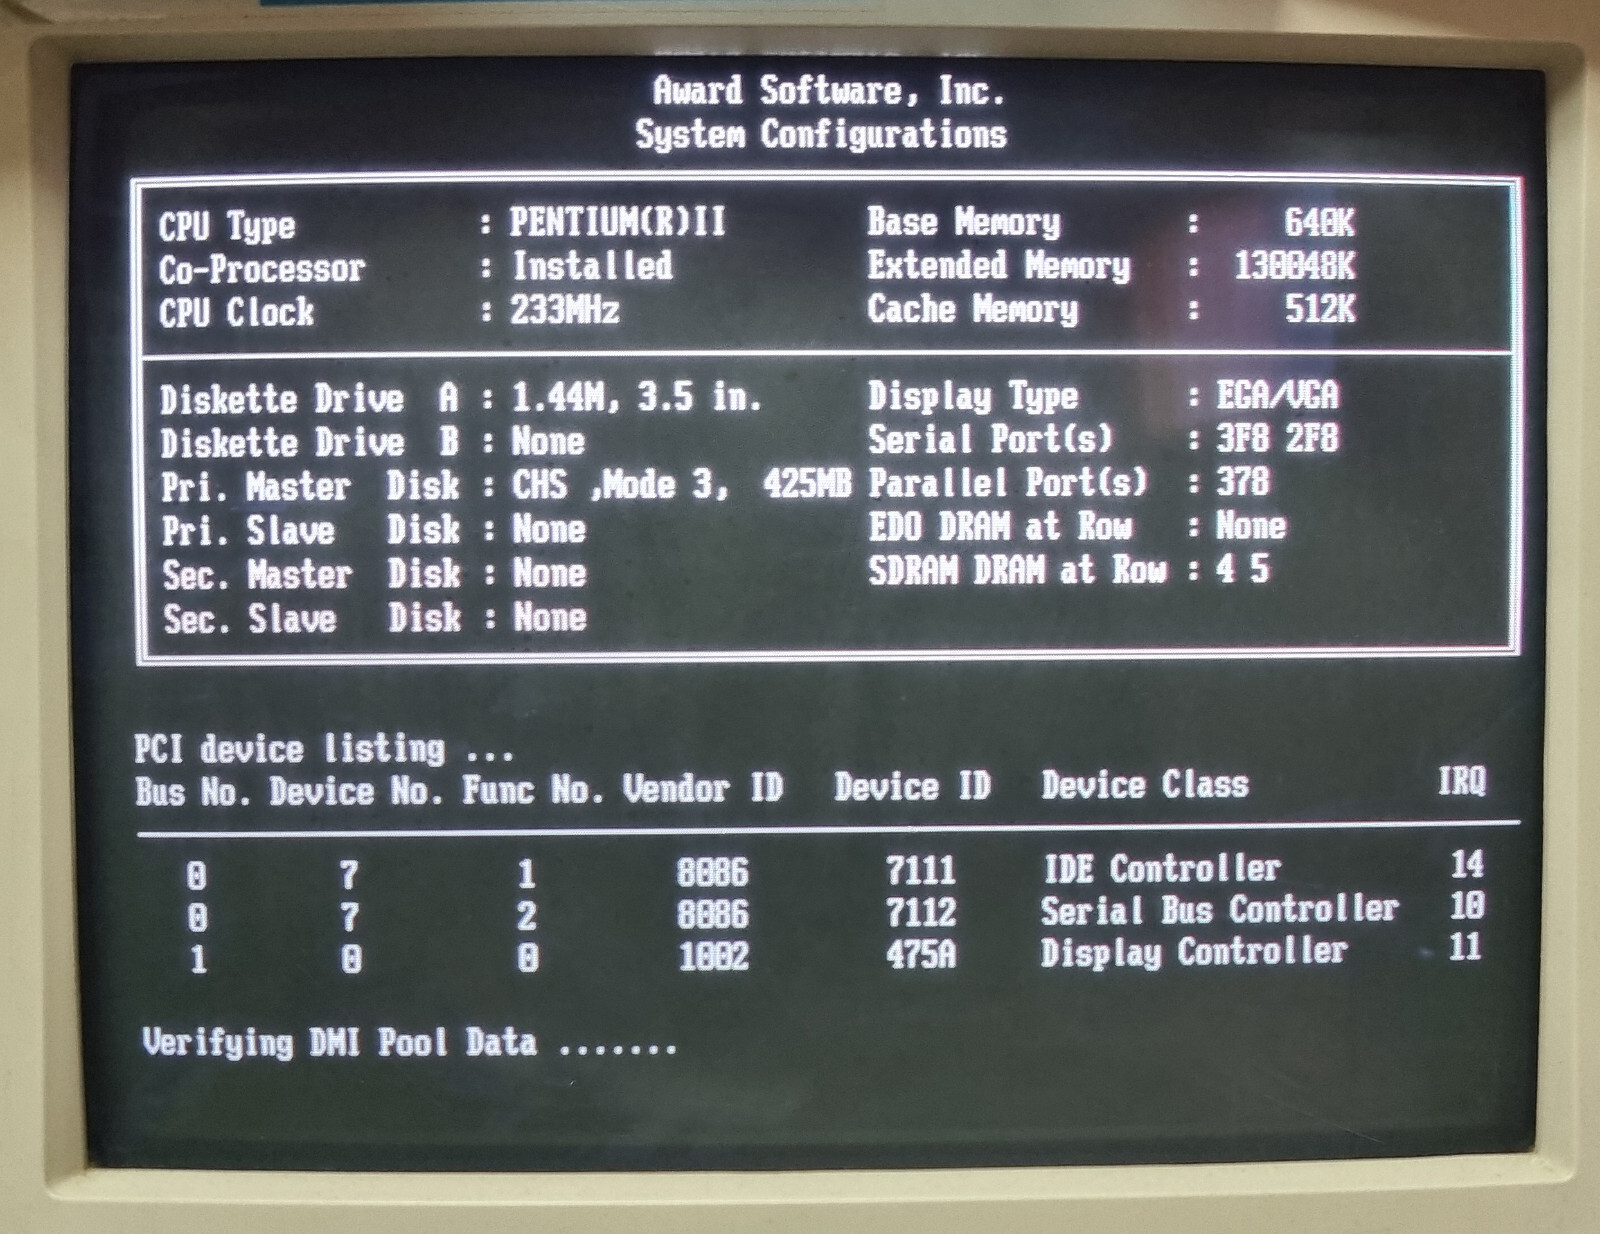 Award Software, Inc.
System Configurations
CPU Type : PENTIUM(R)II Base Memory : 640K
Co-Processor : Installed Extended Memory : 130048K
CPU Clock : 233MHz Cache Memory : 512K
Diskette Drive A : 1.44M, 3.5 in. Display Type : EGA/VGA
Diskette Drive B : None Serial Port(s) : 3F8 2F8
Pri. Master Disk : CHS ,Mode 3, 425MB Parallel Port(s) : 378
Pri. Slave Disk : None EDO DRAM at Row : None
Sec. Master Disk : None SDRAM DRAM at Row : 4 5
Sec. Slave Disk : None
PCI device listing ...
Bus No. Device No. Func No. Vendor ID Device ID Device Class IRQ
0 7 1 8086 7111 IDE Controller 14
0 7 2 8086 7112 Serial Bus Controller 10
1 0 0 1002 475A Display Controller 11
Verifying DMI Pool Data .......